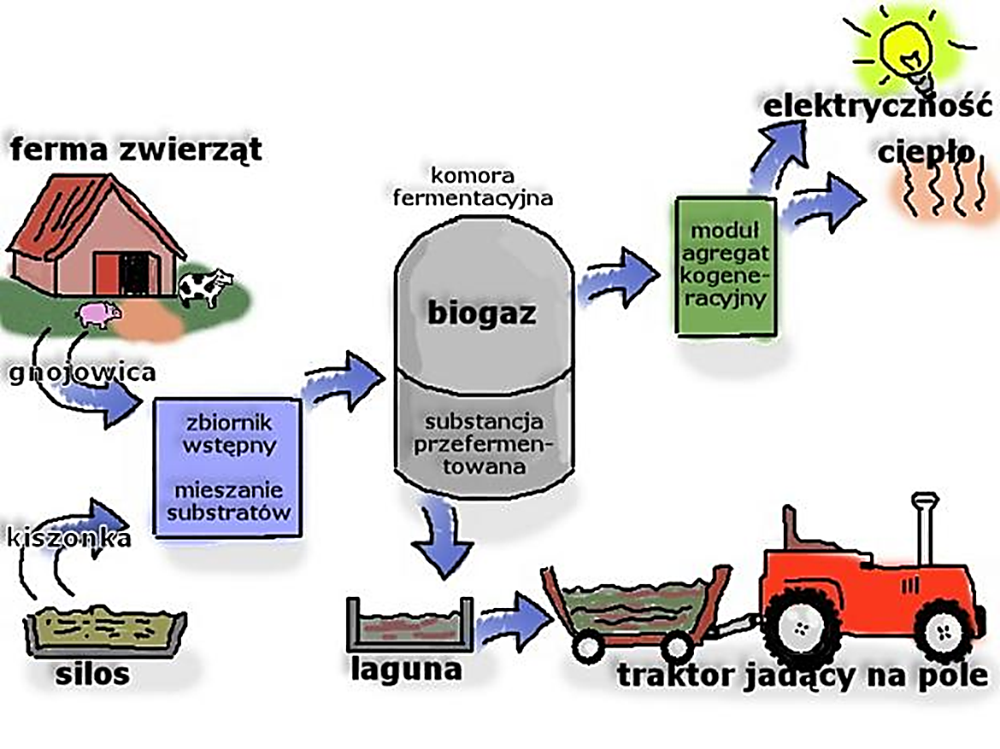 elektryczność
ciepło
ferma zwierząt
komora
fermentacyjna
moduł
agregat
kogene-
racyjny
biogaz
gnojowica
zbiornik
wstępny
mieszanie
substratów
substancja
przefermen-
towana
kiszonka
silos
laguna
traktor jadący na pole